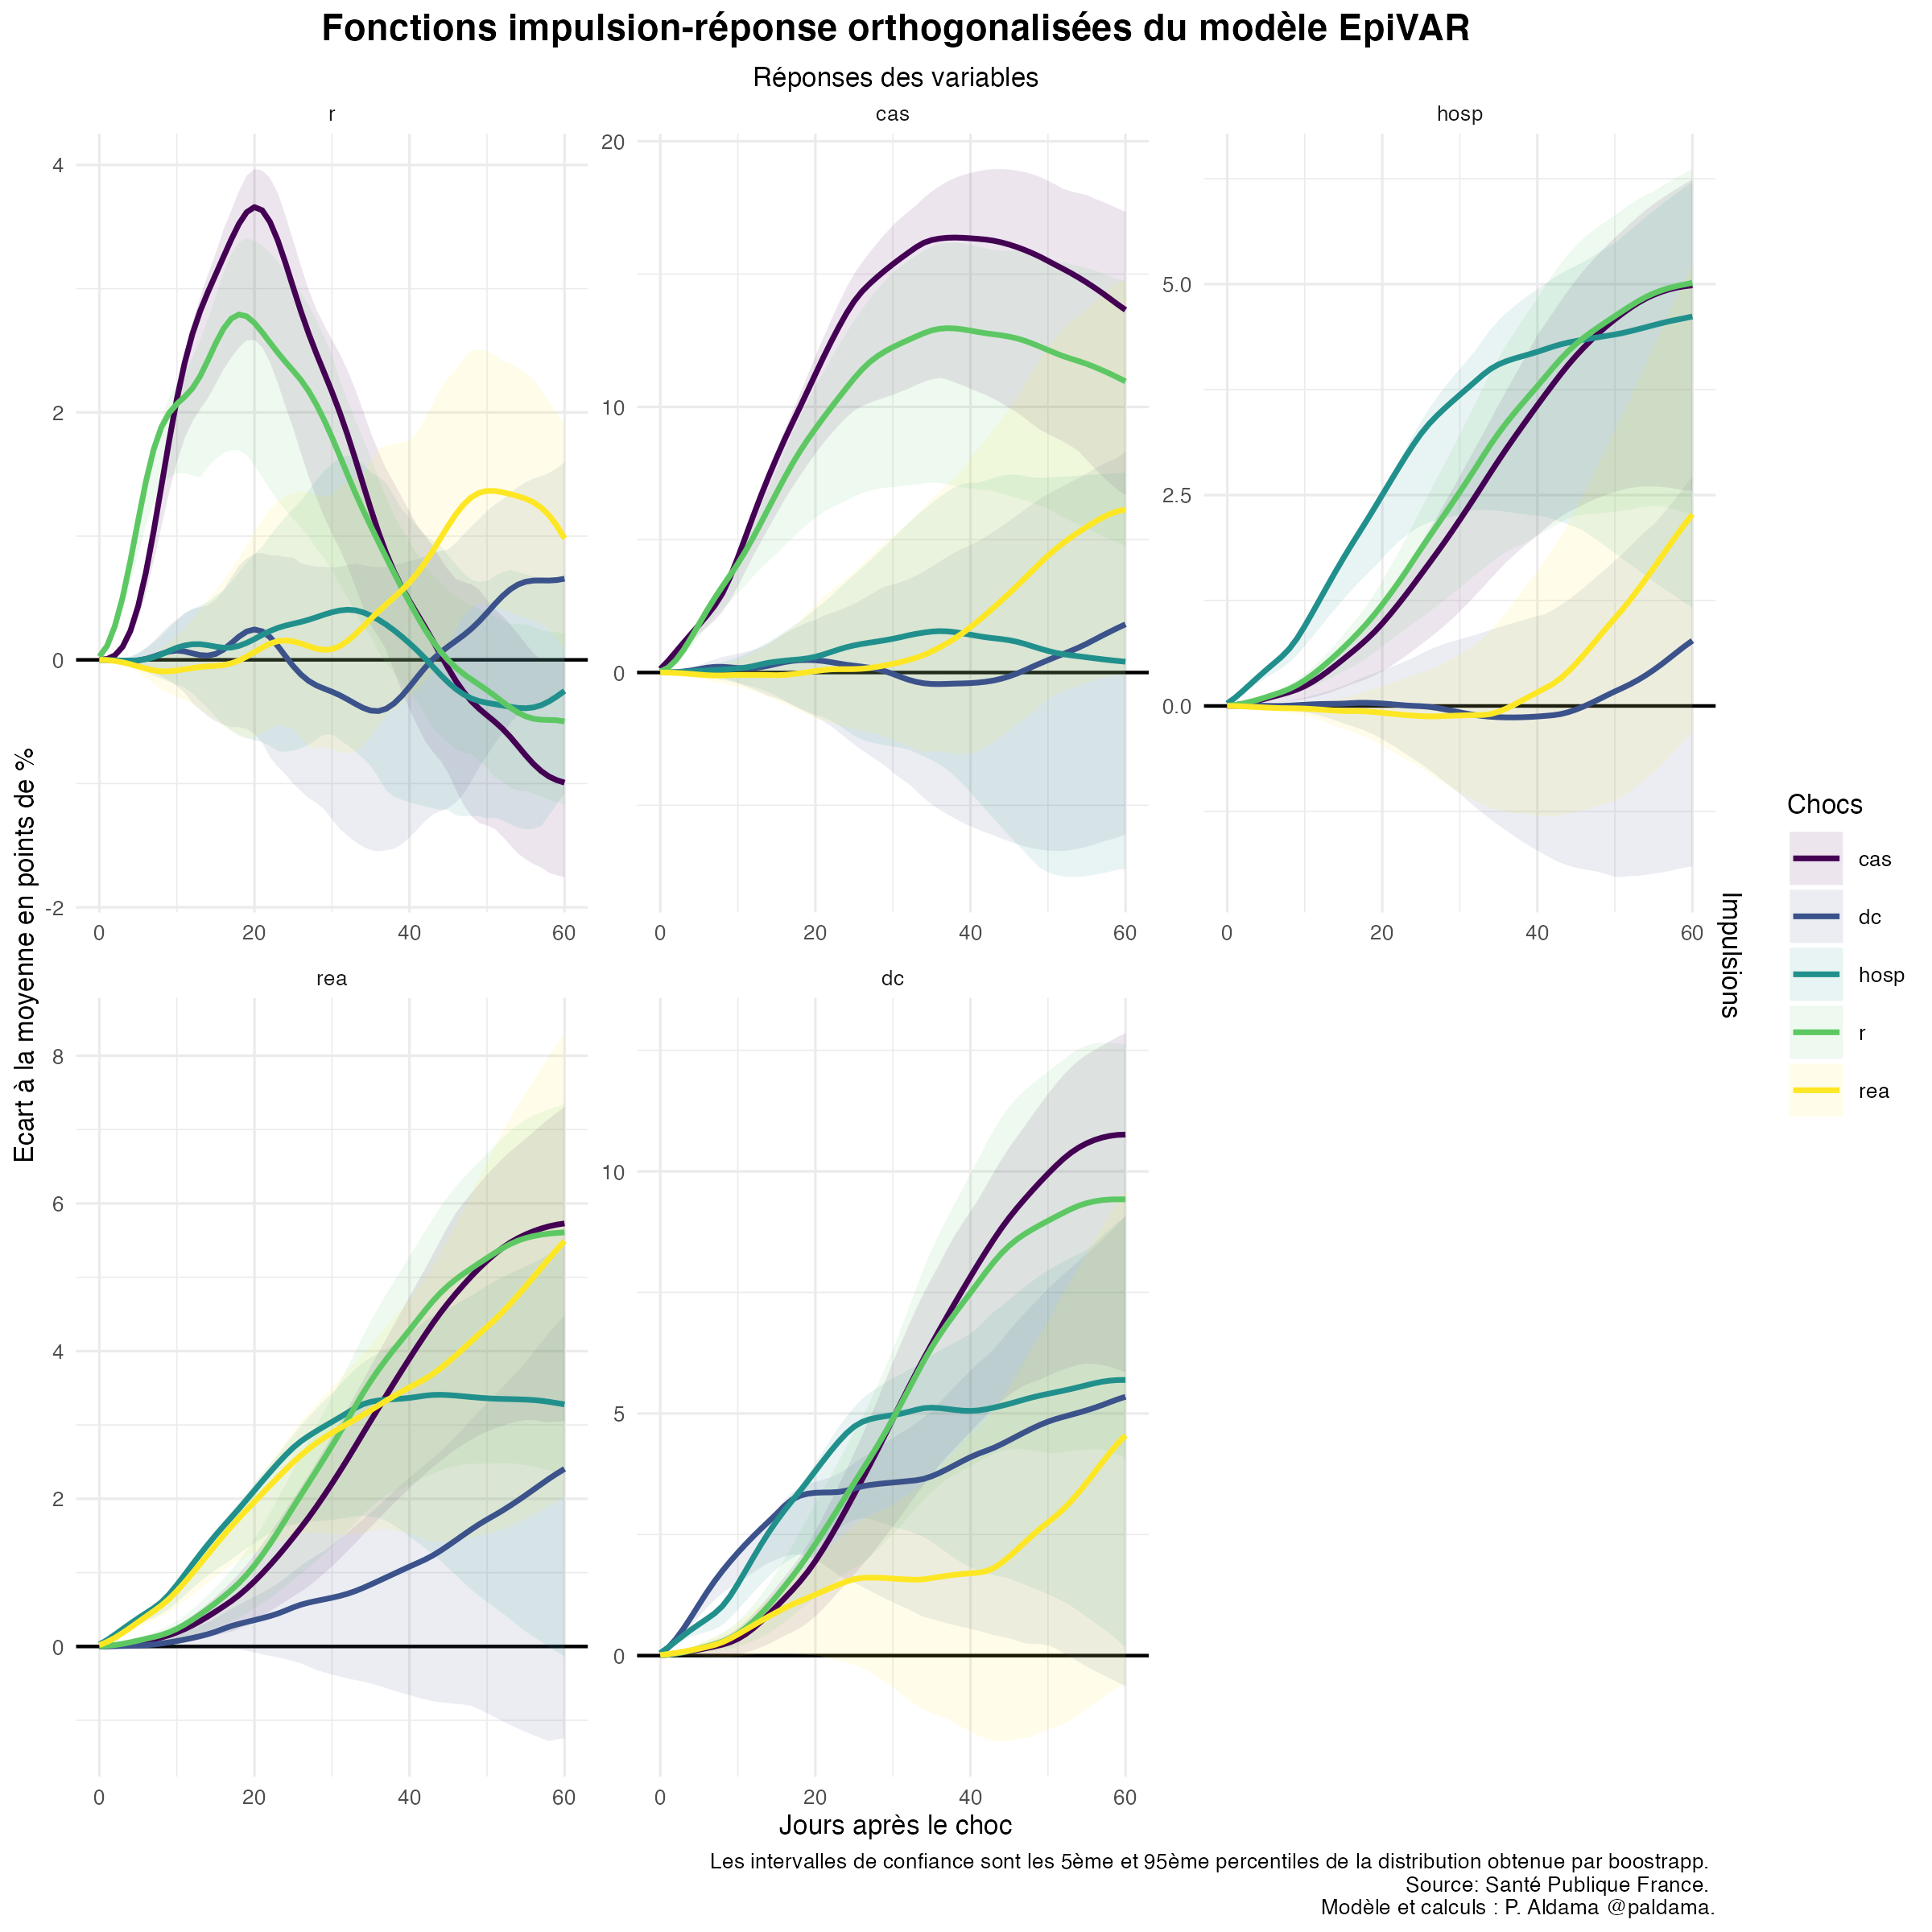 Fonctions impulsion-réponse orthogonalisées du modèle EpiVAR
Réponses des variables
r
cas
hosp
4
2
0
-2
0
20
40
60
20
10
0
0
20
40
60
5.0
2.5
0.0
0
20
40
60
Ecart à la moyenne en points de %
Impulsions
Chocs
cas
dc
hosp
r
rea
rea
dc
8
6
4
2
0
0
20
40
60
10
5
0
0
20
40
60
Jours après le choc
Les intervalles de confiance sont les 5ème et 95ème percentiles de la distribution obtenue par boostrapp.
Source: Santé Publique France.
Modèle et calculs : P. Aldama @paldama.